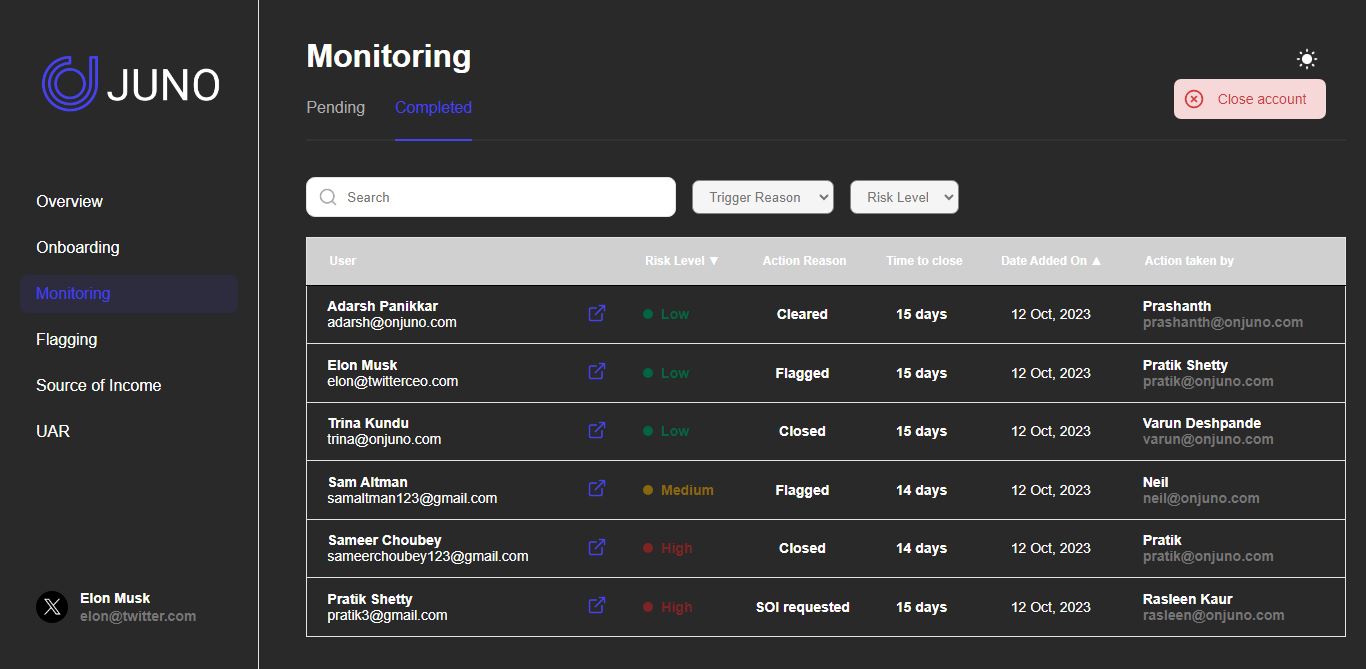 JUNO
Overview
Onboarding
Monitoring
Flagging
Source of Income
UAR
Elon Musk
elon@twitter.com
Monitoring
Close account
Pending Completed
Search Trigger Reason Risk Level
User Risk Level ▼ Action Reason Time to close Date Added On ▲ Action taken by
Adarsh Panikkar
adarsh@onjuno.com
Low Cleared 15 days 12 Oct, 2023
Prashanth
prashanth@onjuno.com
Elon Musk
elon@twitterceo.com
Low Flagged 15 days 12 Oct, 2023
Pratik Shetty
pratik@onjuno.com
Trina Kundu
trina@onjuno.com
Low Closed 15 days 12 Oct, 2023
Varun Deshpande
varun@onjuno.com
Sam Altman
samaltman123@gmail.com
Medium Flagged 14 days 12 Oct, 2023
Neil
neil@onjuno.com
Sameer Choubey
sameerchoubey123@gmail.com
High Closed 14 days 12 Oct, 2023
Pratik
pratik@onjuno.com
Pratik Shetty
pratik3@gmail.com
High SOI requested 15 days 12 Oct, 2023
Rasleen Kaur
rasleen@onjuno.com